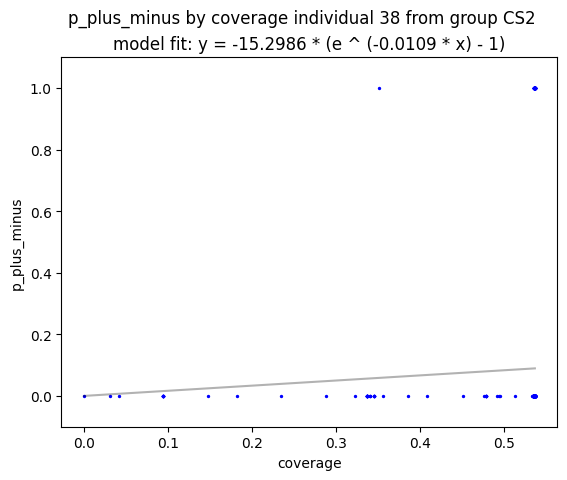 p_plus_minus by coverage individual 38 from group CS2
model fit: y = -15.2986 * (e ^ (-0.0109 * x) - 1)
1.0
0.8
0.6
0.4
0.2
0.0
p_plus_minus
0.0 0.1 0.2 0.3 0.4 0.5
coverage